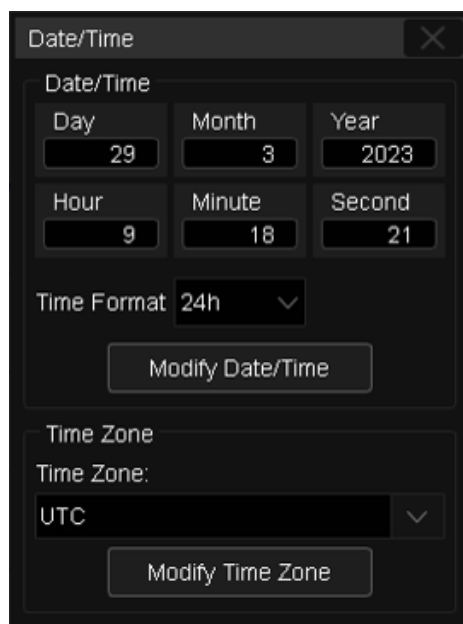 Date/Time
Date/Time
Day Month Year
29 3 2023
Hour Minute Second
9 18 21
Time Format 24h
Modify Date/Time
Time Zone
Time Zone:
UTC
Modify Time Zone